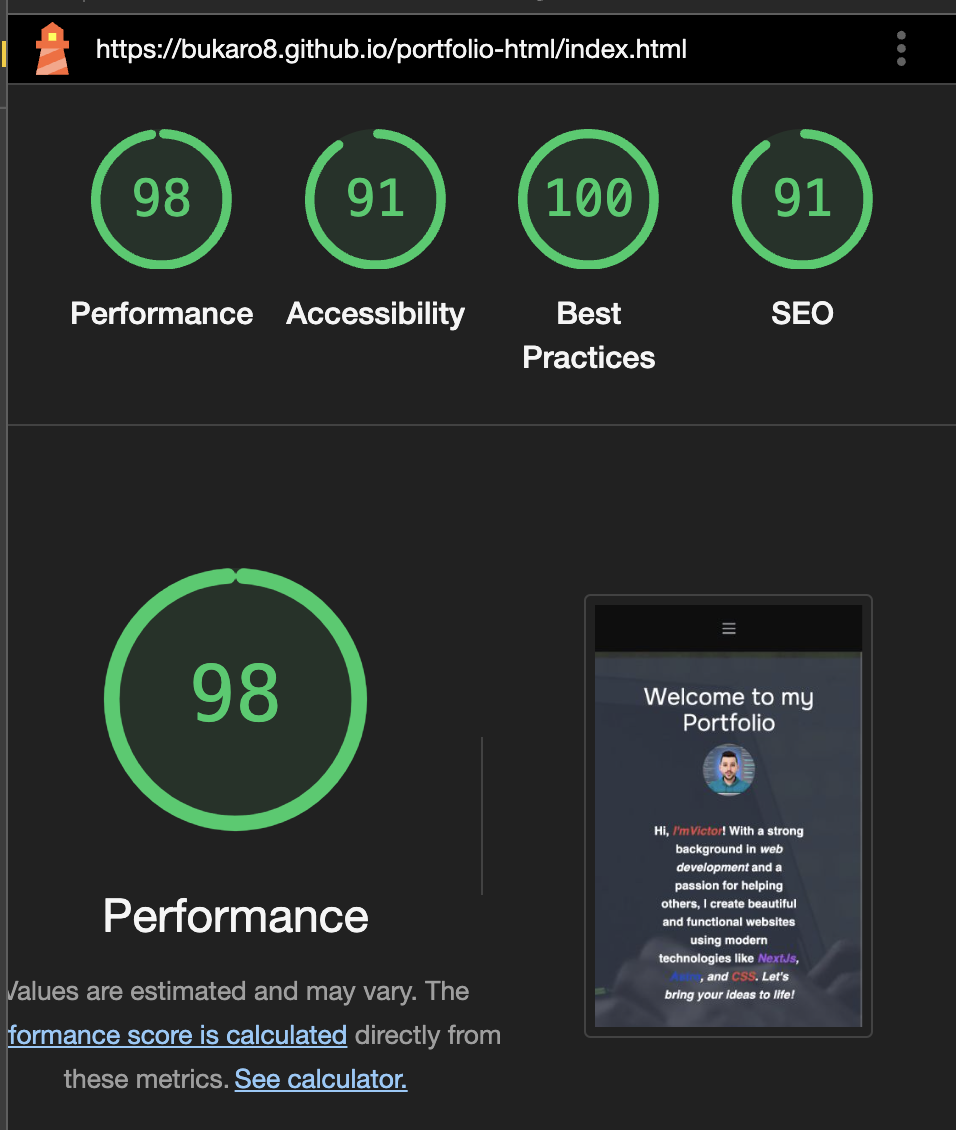 https://bukaro8.github.io/portfolio-html/index.html
98
91
100
91
Performance
Accessibility
Best
Practices
SEO
98
Performance
Values are estimated and may vary. The
formance score is calculated directly from
these metrics. See calculator.
Welcome to my
Portfolio
Hi, I'mVictor! With a strong
background in web
development and a
passion for helping
others, I create beautiful
and functional websites
using modern
technologies like NextJs,
, and CSS. Let's
bring your ideas to life!